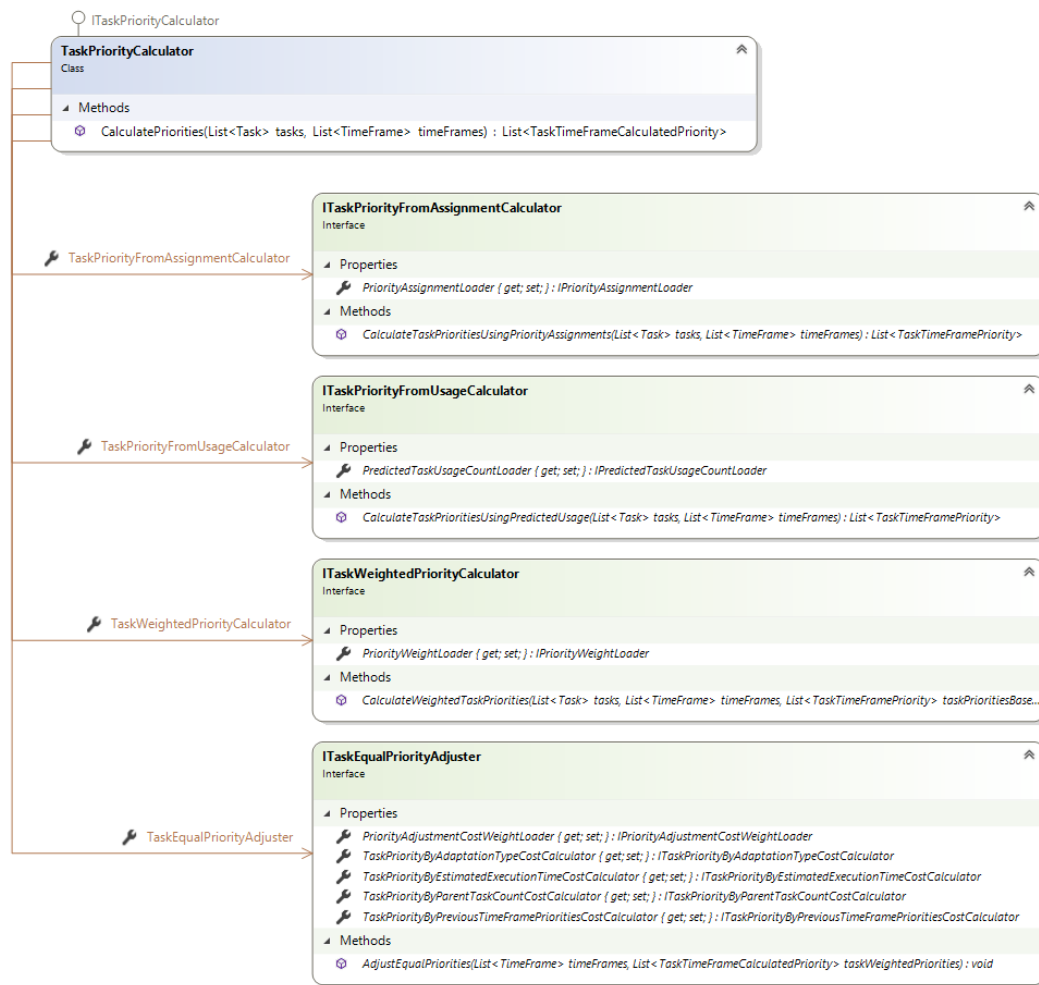 ITaskPriorityCalculator
TaskPriorityCalculator
Class
Methods
CalculatePriorities(List<Task> tasks, List<TimeFrame> timeFrames) : List<TaskTimeFrameCalculatedPriority>
ITaskPriorityFromAssignmentCalculator
Interface
TaskPriorityFromAssignmentCalculator
Properties
PriorityAssignmentLoader { get; set; } : IPriorityAssignmentLoader
Methods
CalculateTaskPrioritiesUsingPriorityAssignments(List<Task> tasks, List<TimeFrame> timeFrames) : List<TaskTimeFramePriority>
ITaskPriorityFromUsageCalculator
Interface
TaskPriorityFromUsageCalculator
Properties
PredictedTaskUsageCountLoader { get; set; } : IPredictedTaskUsageCountLoader
Methods
CalculateTaskPrioritiesUsingPredictedUsage(List<Task> tasks, List<TimeFrame> timeFrames) : List<TaskTimeFramePriority>
ITaskWeightedPriorityCalculator
Interface
TaskWeightedPriorityCalculator
Properties
PriorityWeightLoader { get; set; } : IPriorityWeightLoader
Methods
CalculateWeightedTaskPriorities(List<Task> tasks, List<TimeFrame> timeFrames, List<TaskTimeFramePriority> taskPrioritiesBase...
ITaskEqualPriorityAdjuster
Interface
Properties
TaskEqualPriorityAdjuster
PriorityAdjustmentCostWeightLoader { get; set; } : IPriorityAdjustmentCostWeightLoader
TaskPriorityByAdaptationTypeCostCalculator { get; set; } : ITaskPriorityByAdaptationTypeCostCalculator
TaskPriorityByEstimatedExecutionTimeCostCalculator { get; set; } : ITaskPriorityByEstimatedExecutionTimeCostCalculator
TaskPriorityByParentTaskCountCostCalculator { get; set; } : ITaskPriorityByParentTaskCountCostCalculator
TaskPriorityByPreviousTimeFramePrioritiesCostCalculator { get; set; } : ITaskPriorityByPreviousTimeFramePrioritiesCostCalculator
Methods
AdjustEqualPriorities(List<TimeFrame> timeFrames, List<TaskTimeFrameCalculatedPriority> taskWeightedPriorities) : void